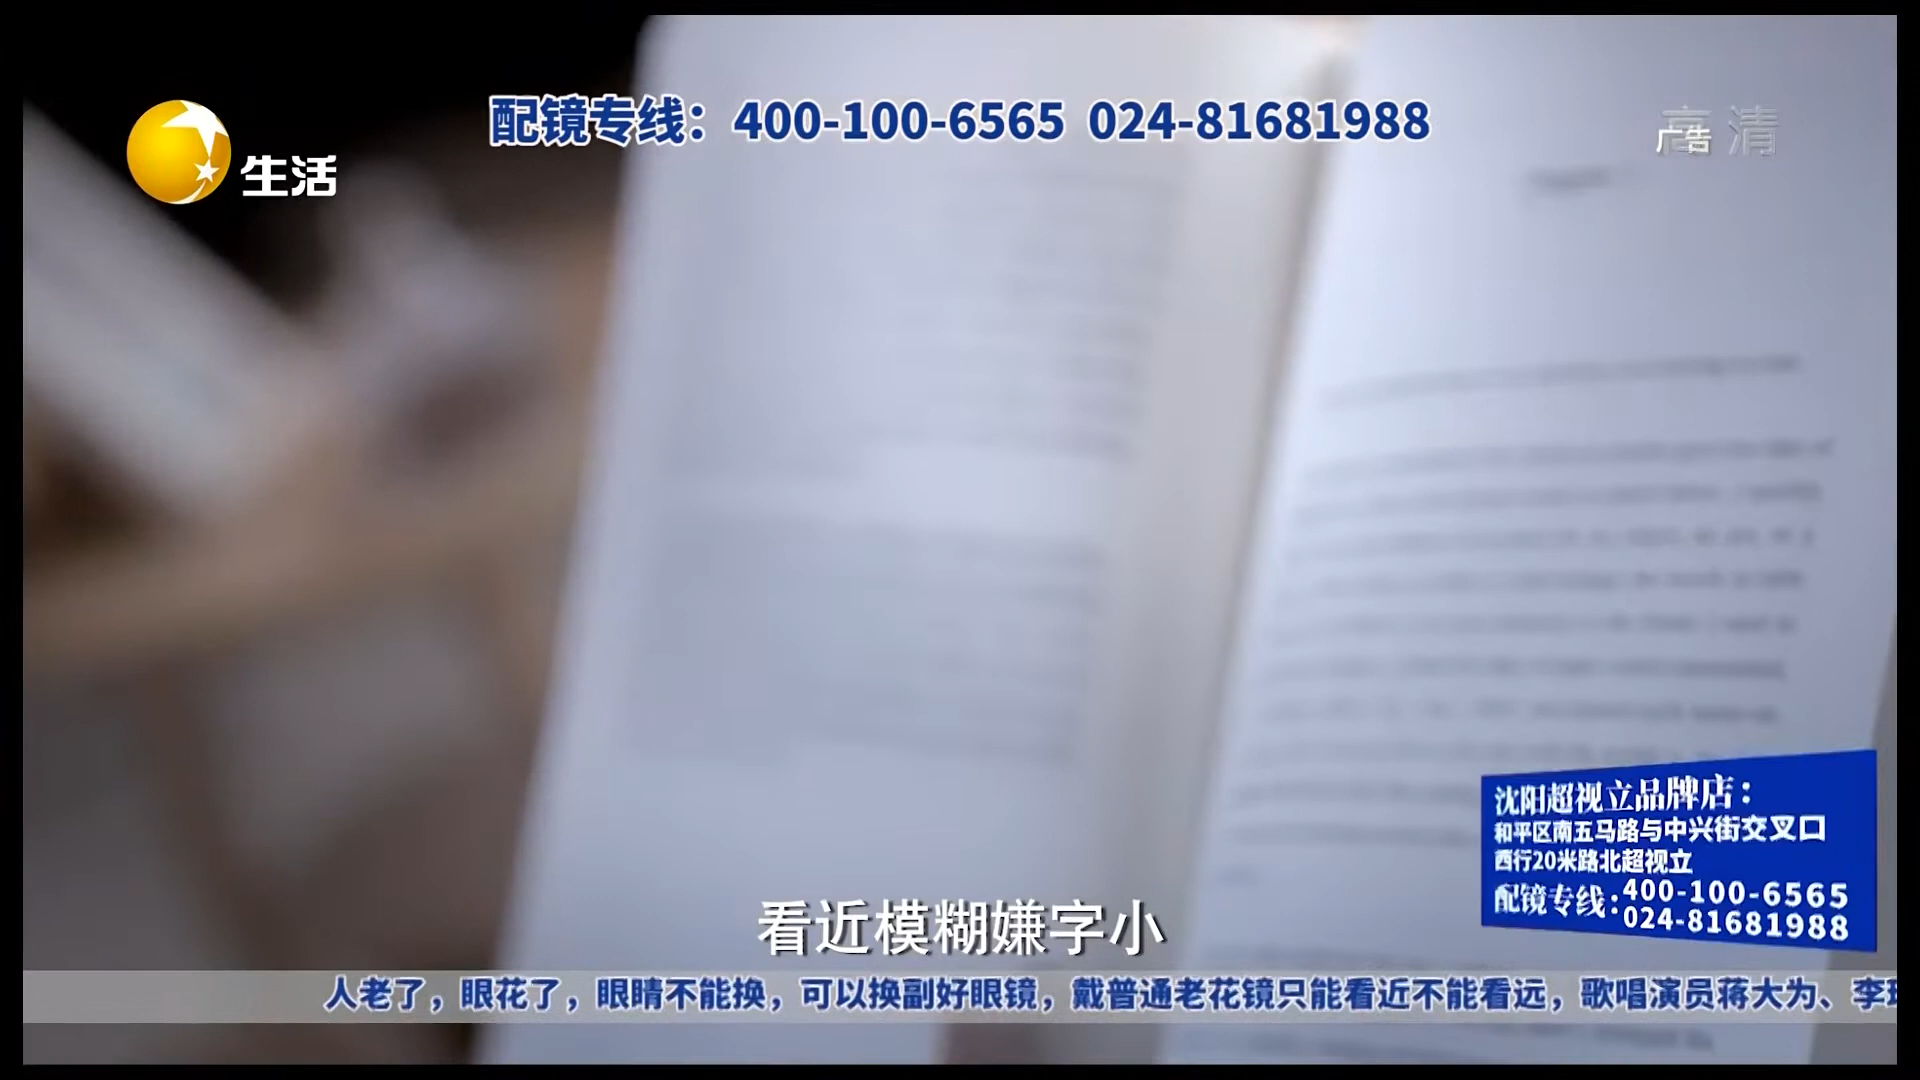 配镜专线：400-100-6565 024-81681988
生活
高清
广告
沈阳超视立品牌店：
和平区南五马路与中兴街交叉口
西行20米路北超视立
配镜专线：400-100-6565
024-81681988
看近模糊嫌字小
人老了，眼花了，眼睛不能换，可以换副好眼镜，戴普通老花镜只能看近不能看远，歌唱演员蒋大为、李